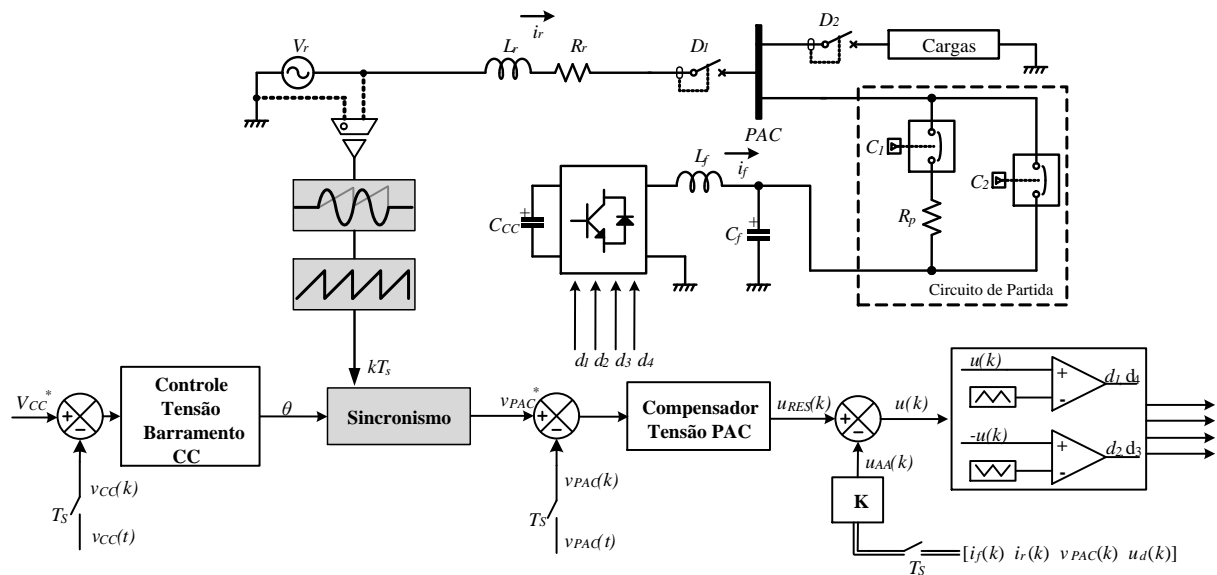 V_r
i_r
L_r
R_r
D_1
D_2
Cargas
PAC
C_1
C_2
R_p
Circuito de Partida
C_CC
+
L_f
i_f
C_f
+
d_1 d_2 d_3 d_4
kT_s
V_CC*
+
-
Controle
Tensão
Barramento
CC
θ
Sincronismo
v_PAC*
+
-
Compensador
Tensão PAC
u_RES(k)
+
-
u(k)
u(k)
+
-
d_1, d_4
-u(k)
+
-
d_2, d_3
v_CC(k)
T_S
v_CC(t)
v_PAC(k)
T_S
v_PAC(t)
u_AA(k)
K
T_S
[i_f(k) i_r(k) v_PAC(k) u_d(k)]